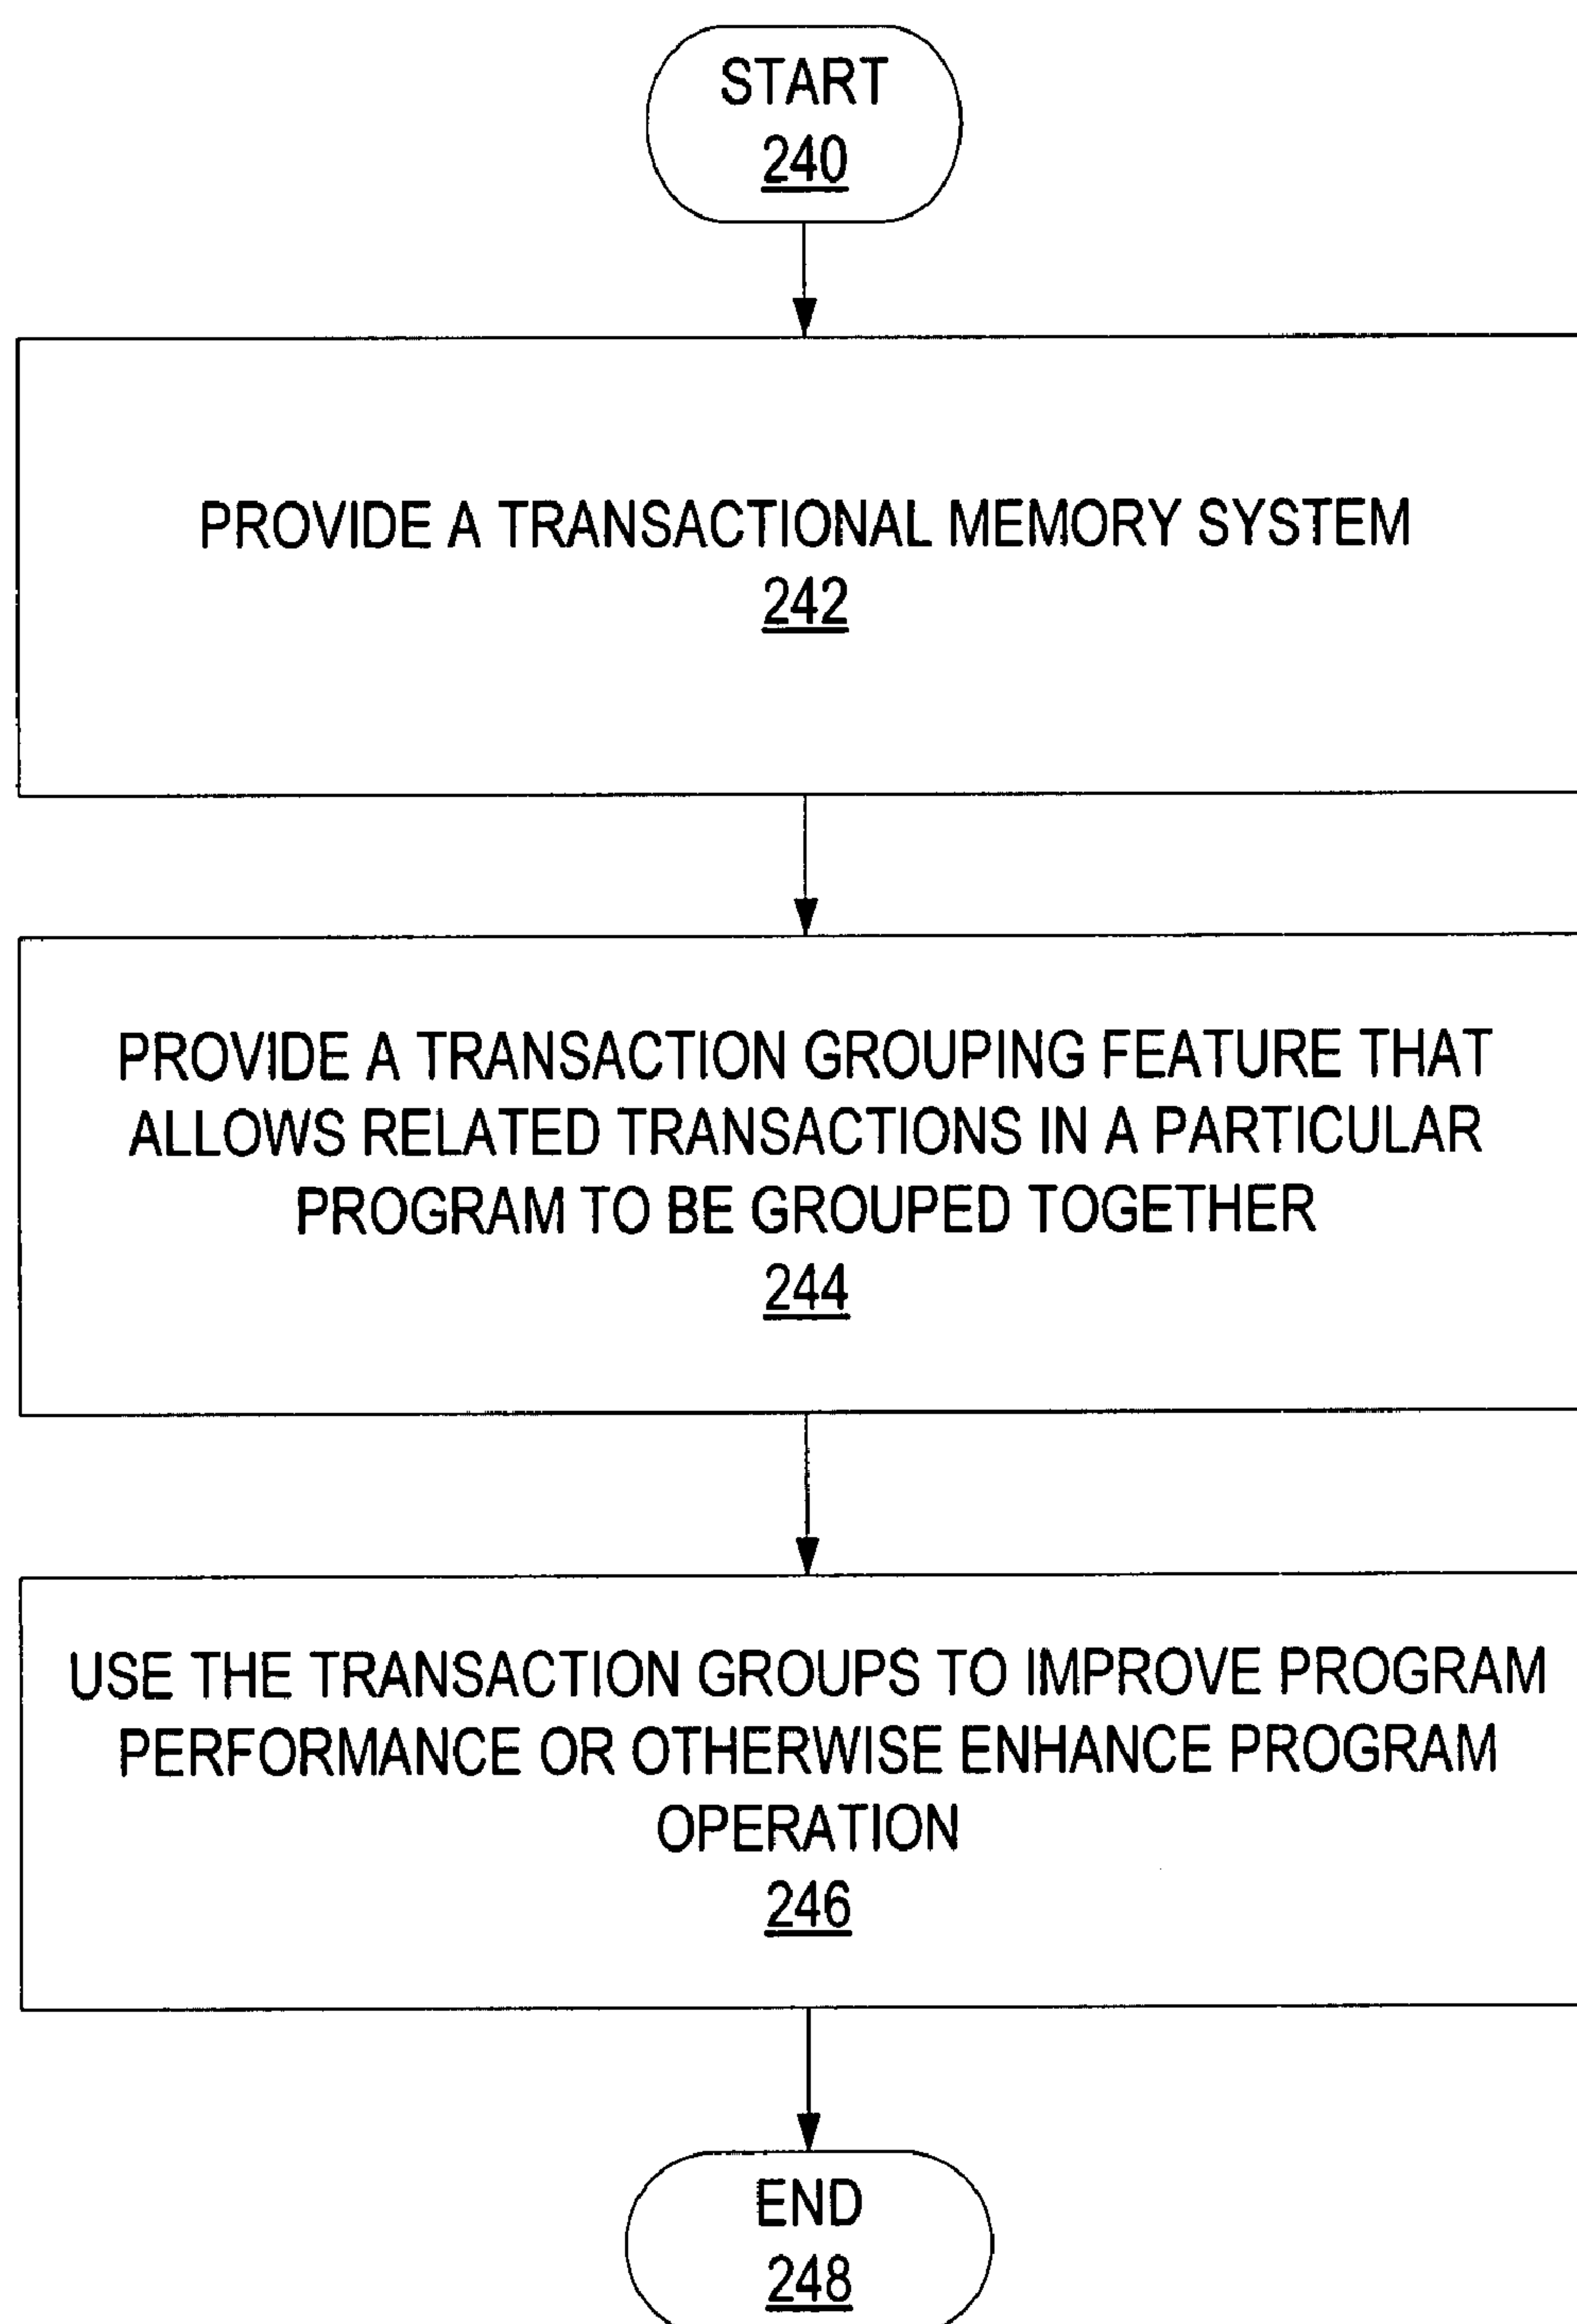 START
240
PROVIDE A TRANSACTIONAL MEMORY SYSTEM
242
PROVIDE A TRANSACTION GROUPING FEATURE THAT
ALLOWS RELATED TRANSACTIONS IN A PARTICULAR
PROGRAM TO BE GROUPED TOGETHER
244
USE THE TRANSACTION GROUPS TO IMPROVE PROGRAM
PERFORMANCE OR OTHERWISE ENHANCE PROGRAM
OPERATION
246
END
248